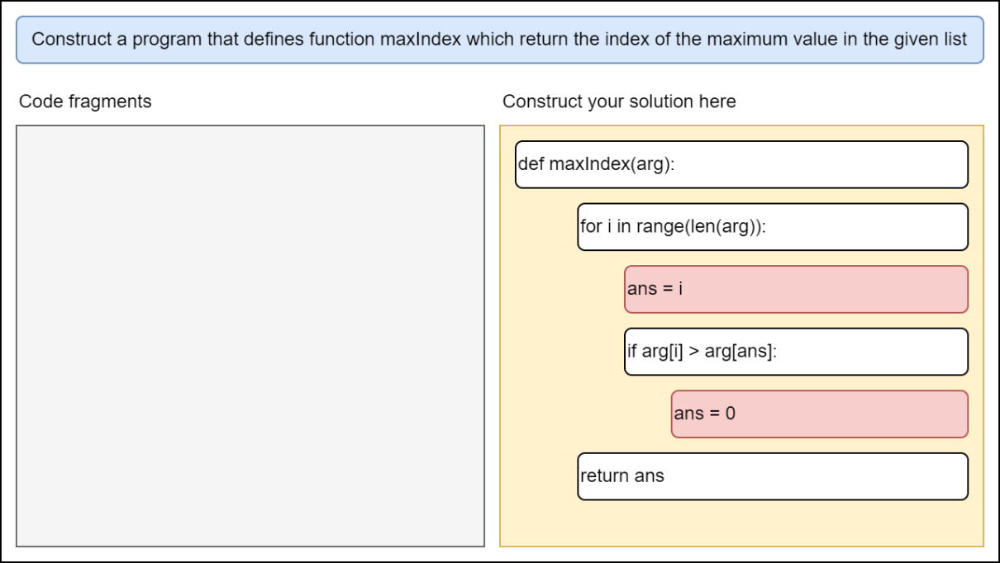 Construct a program that defines function maxIndex which return the index of the maximum value in the given list
Code fragments
Construct your solution here
def maxIndex(arg):
for i in range(len(arg)):
ans = i
if arg[i] > arg[ans]:
ans = 0
return ans